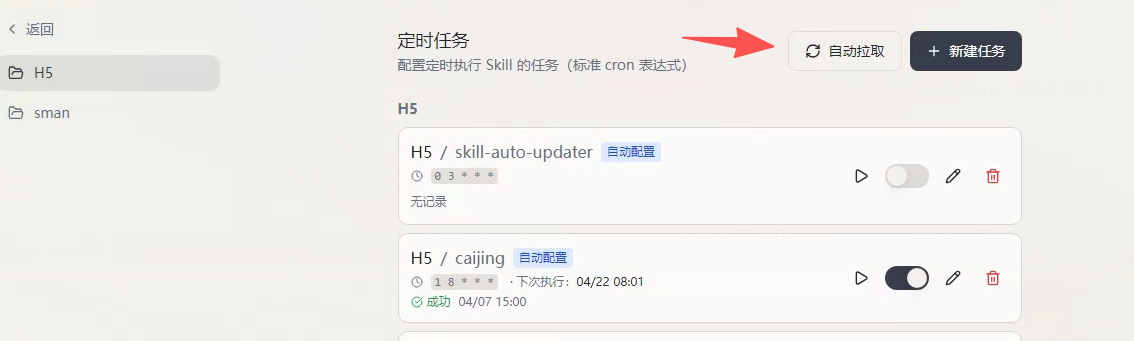 返回
H5
sman
定时任务
配置定时执行 Skill 的任务（标准 cron 表达式）
自动拉取
新建任务
H5
H5 / skill-auto-updater 自动配置
0 3 * * *
无记录
H5 / caijing 自动配置
1 8 * * * · 下次执行：04/22 08:01
成功 04/07 15:00